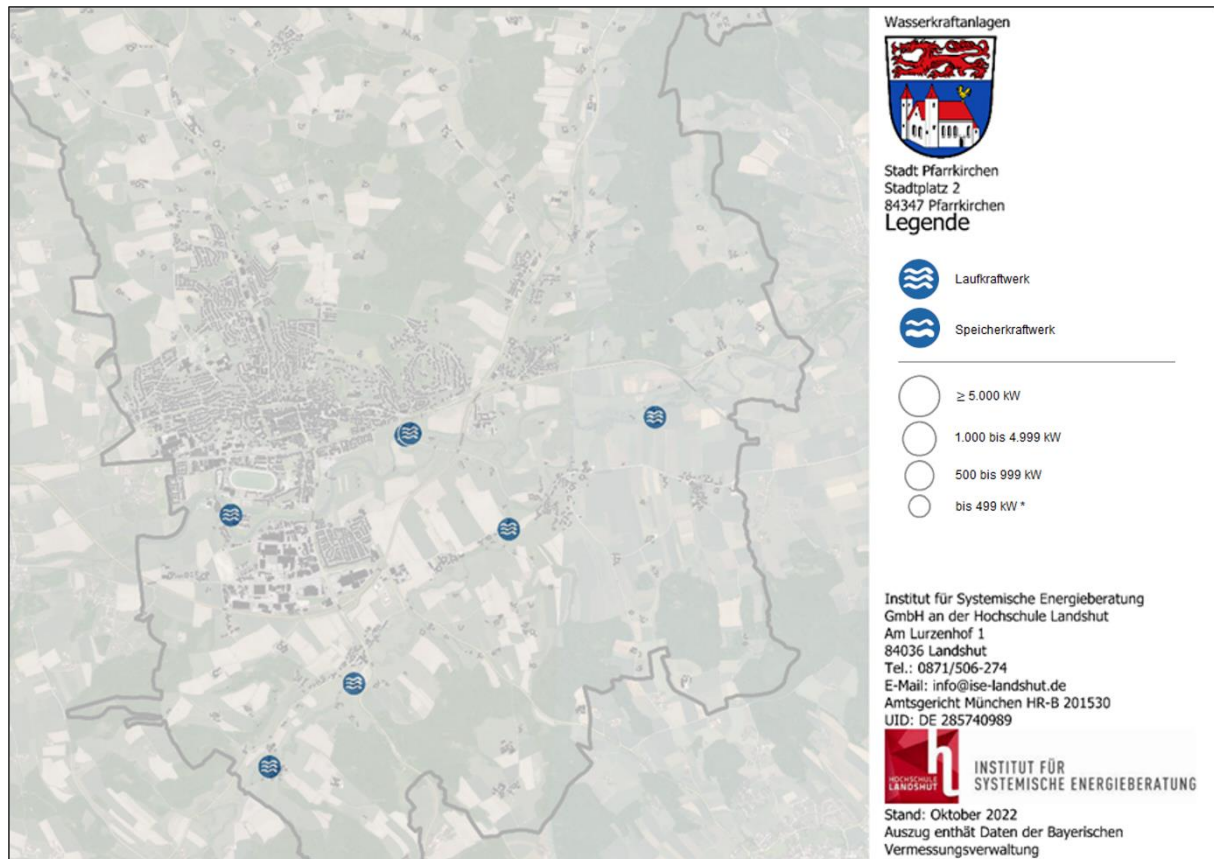 Wasserkraftanlagen
Stadt Pfarrkirchen
Stadtplatz 2
84347 Pfarrkirchen
Legende
Laufkraftwerk
Speicherkraftwerk
≥ 5.000 kW
1.000 bis 4.999 kW
500 bis 999 kW
bis 499 kW *
Institut für Systemische Energieberatung
GmbH an der Hochschule Landshut
Am Lurzenhof 1
84036 Landshut
Tel.: 0871/506-274
E-Mail: info@ise-landshut.de
Amtsgericht München HR-B 201530
UID: DE 285740989
HOCHSCHULE
LANDSHUT
INSTITUT FÜR
SYSTEMISCHE ENERGIEBERATUNG
Stand: Oktober 2022
Auszug enthät Daten der Bayerischen
Vermessungsverwaltung